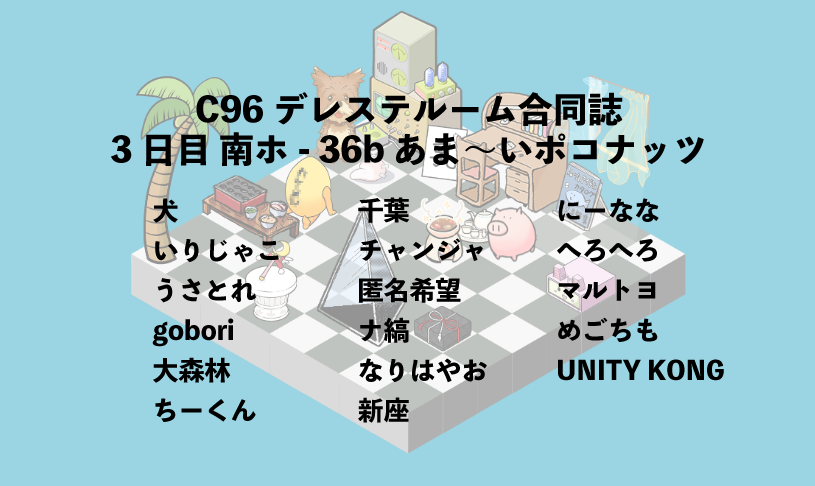 C96 デレステルーム合同誌
3日目 南ホ - 36b あま～いポコナッツ
犬
いりじゃこ
うさとれ
gobori
大森林
ちーくん
千葉
チャンジャ
匿名希望
ナ縞
なりはやお
新座
にーなな
へろへろ
マルトヨ
めごちも
UNITY KONG